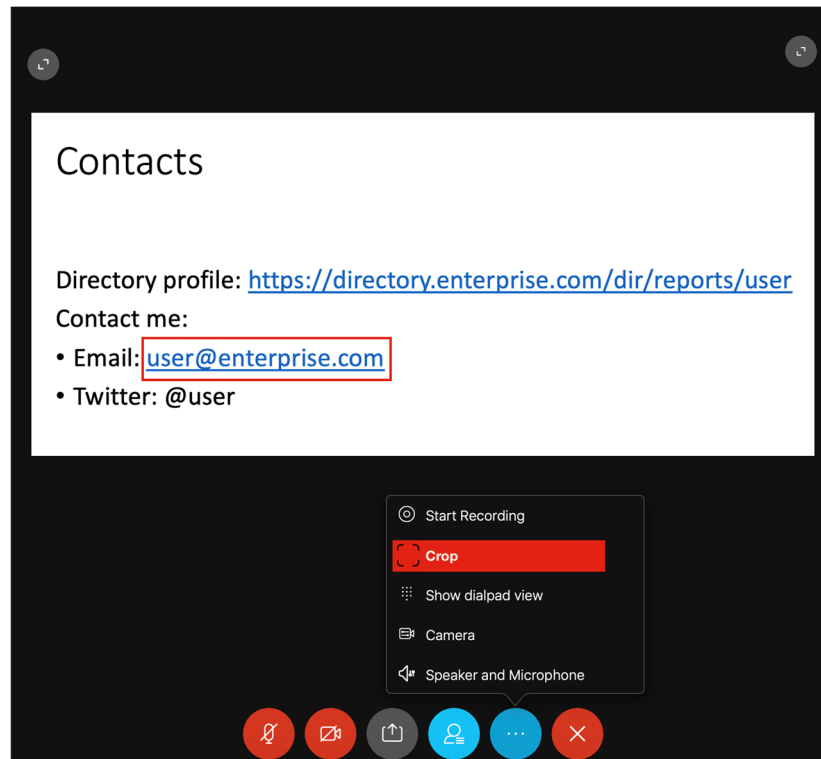 Contacts
Directory profile: https://directory.enterprise.com/dir/reports/user
Contact me:
• Email: user@enterprise.com
• Twitter: @user
Start Recording
Crop
Show dialpad view
Camera
Speaker and Microphone